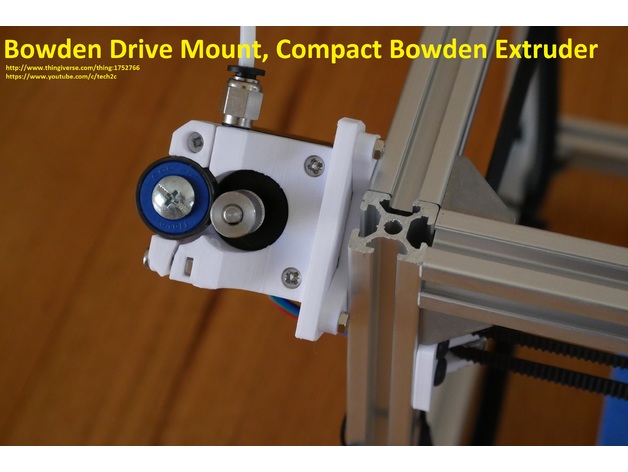 Bowden Drive Mount, Compact Bowden Extruder
http://www.thingiverse.com/thing:1752766
https://www.youtube.com/c/tech2c